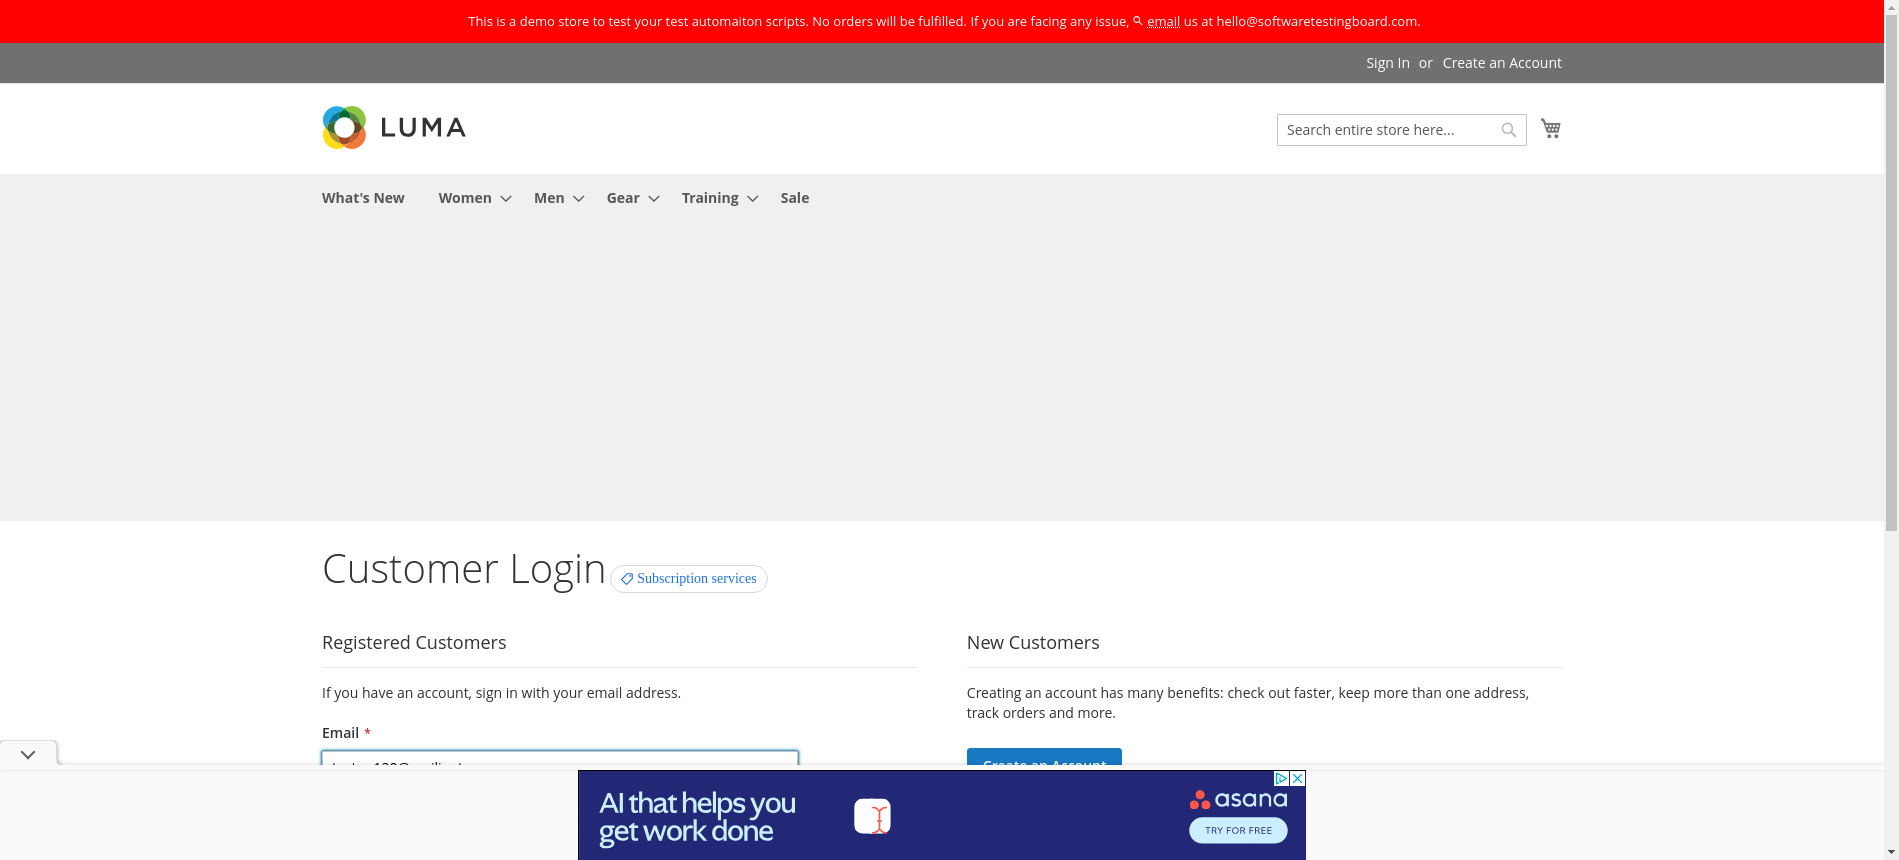 This is a demo store to test your test automaiton scripts. No orders will be fulfilled. If you are facing any issue, email us at hello@softwaretestingboard.com.
Sign In or Create an Account
LUMA
Search entire store here...
What's New Women Men Gear Training Sale
Customer Login
Subscription services
Registered Customers
If you have an account, sign in with your email address.
Email *
New Customers
Creating an account has many benefits: check out faster, keep more than one address,
track orders and more.
Create an Account
AI that helps you
get work done
asana
TRY FOR FREE